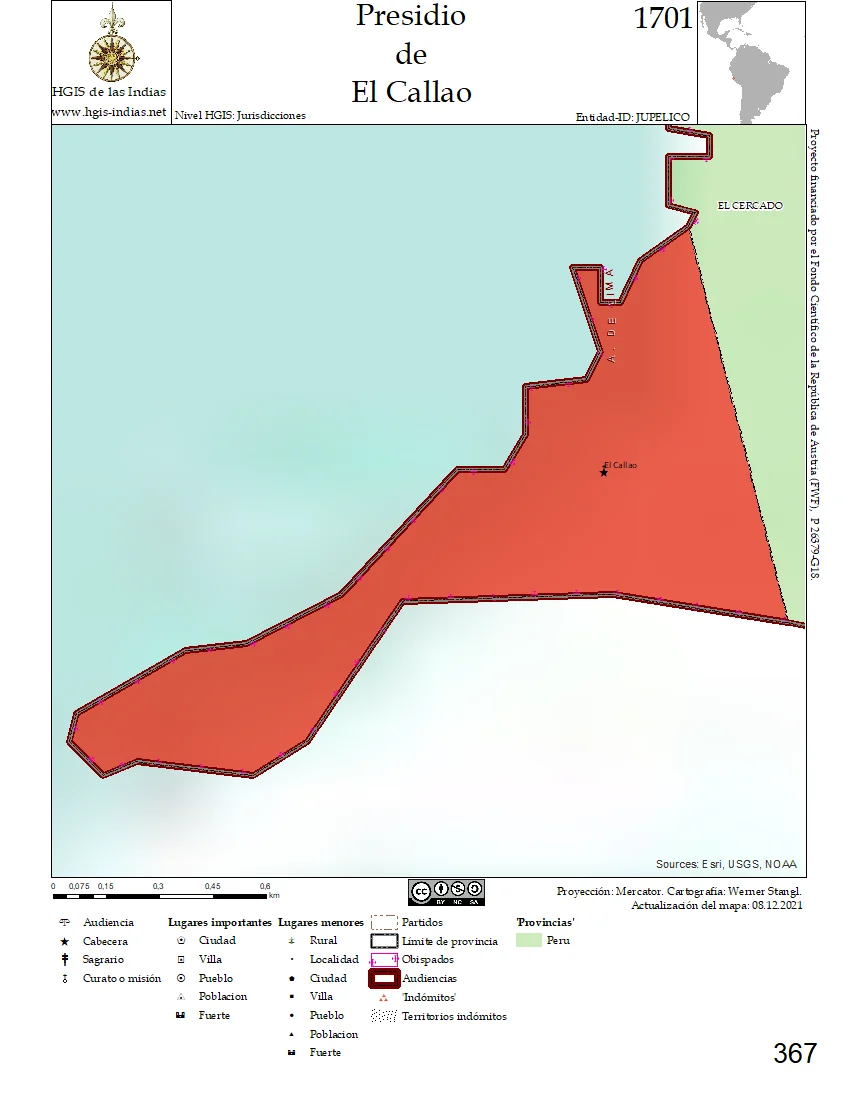 Presidio
de
El Callao
1701
HGIS de las Indias
www.hgis-indias.net
Nivel HGIS: Jurisdicciones
Entidad-ID: JUPELICO
Proyecto financiado por el Fondo Científico de la República de Austria (FWF), P 26379-G18.
EL CERCADO
A. DE LIMA
El Callao
Sources: Esri, USGS, NOAA
0 0,075 0,15 0,3 0,45 0,6
km
CC BY NC SA
Proyección: Mercator. Cartografía: Werner Stangl.
Actualización del mapa: 08.12.2021
Audiencia
Cabecera
Sagrario
Curato o misión
Lugares importantes
Ciudad
Villa
Pueblo
Poblacion
Fuerte
Lugares menores
Rural
Localidad
Ciudad
Villa
Pueblo
Poblacion
Fuerte
Partidos
Límite de provincia
Obispados
Audiencias
'Indómitos'
Territorios indómitos
'Provincias'
Peru
367